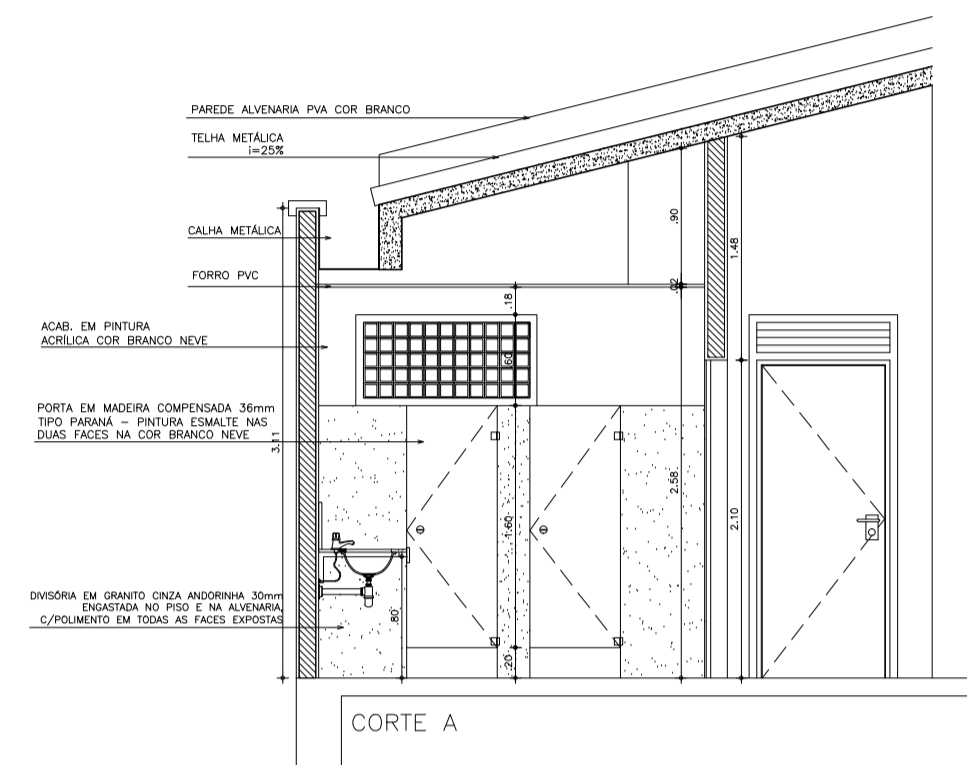 PAREDE ALVENARIA PVA COR BRANCO
TELHA METÁLICA
i=25%
CALHA METÁLICA
FORRO PVC
ACAB. EM PINTURA
ACRÍLICA COR BRANCO NEVE
PORTA EM MADEIRA COMPENSADA 36mm
TIPO PARANÁ – PINTURA ESMALTE NAS
DUAS FACES NA COR BRANCO NEVE
DIVISÓRIA EM GRANITO CINZA ANDORINHA 30mm
ENGASTADA NO PISO E NA ALVENARIA,
C/POLIMENTO EM TODAS AS FACES EXPOSTAS
3.11
.18
.60
1.60
.20
.80
.90
.02
2.58
1.48
2.10
CORTE A